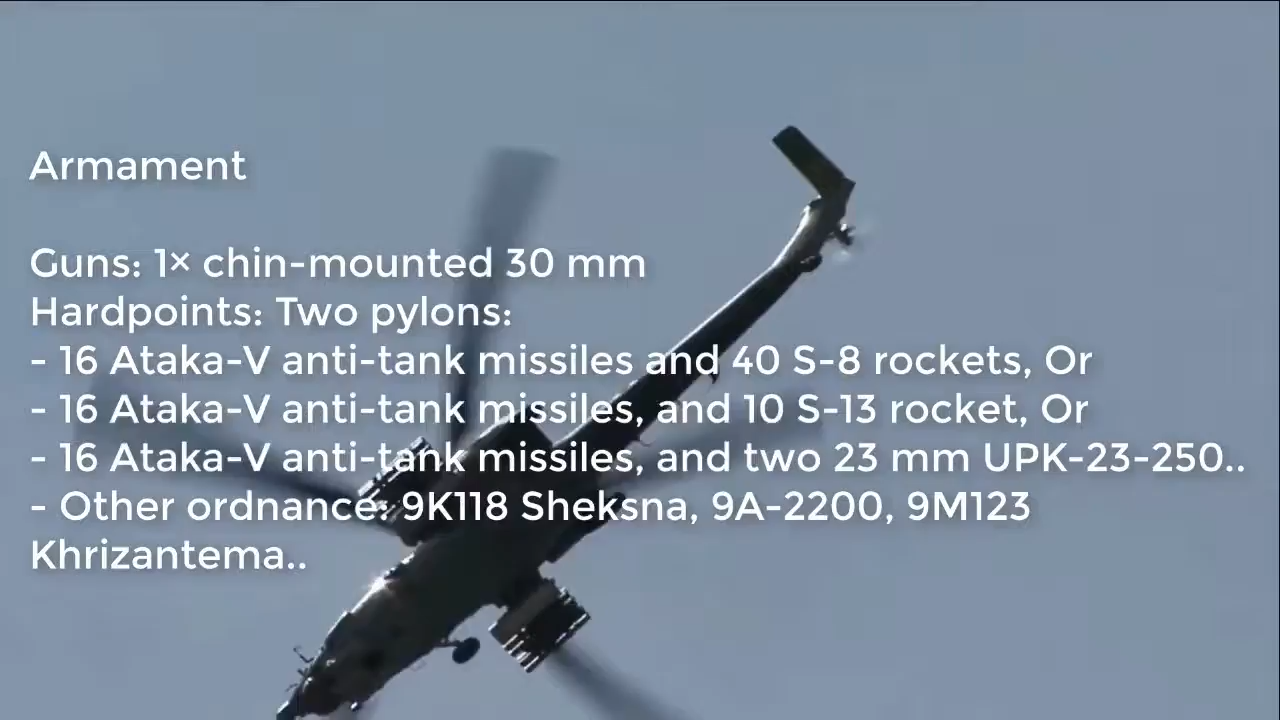 Armament
Guns: 1× chin-mounted 30 mm
Hardpoints: Two pylons:
- 16 Ataka-V anti-tank missiles and 40 S-8 rockets, Or
- 16 Ataka-V anti-tank missiles, and 10 S-13 rocket, Or
- 16 Ataka-V anti-tank missiles, and two 23 mm UPK-23-250..
- Other ordnance: 9K118 Sheksna, 9A-2200, 9M123
Khrizantema..